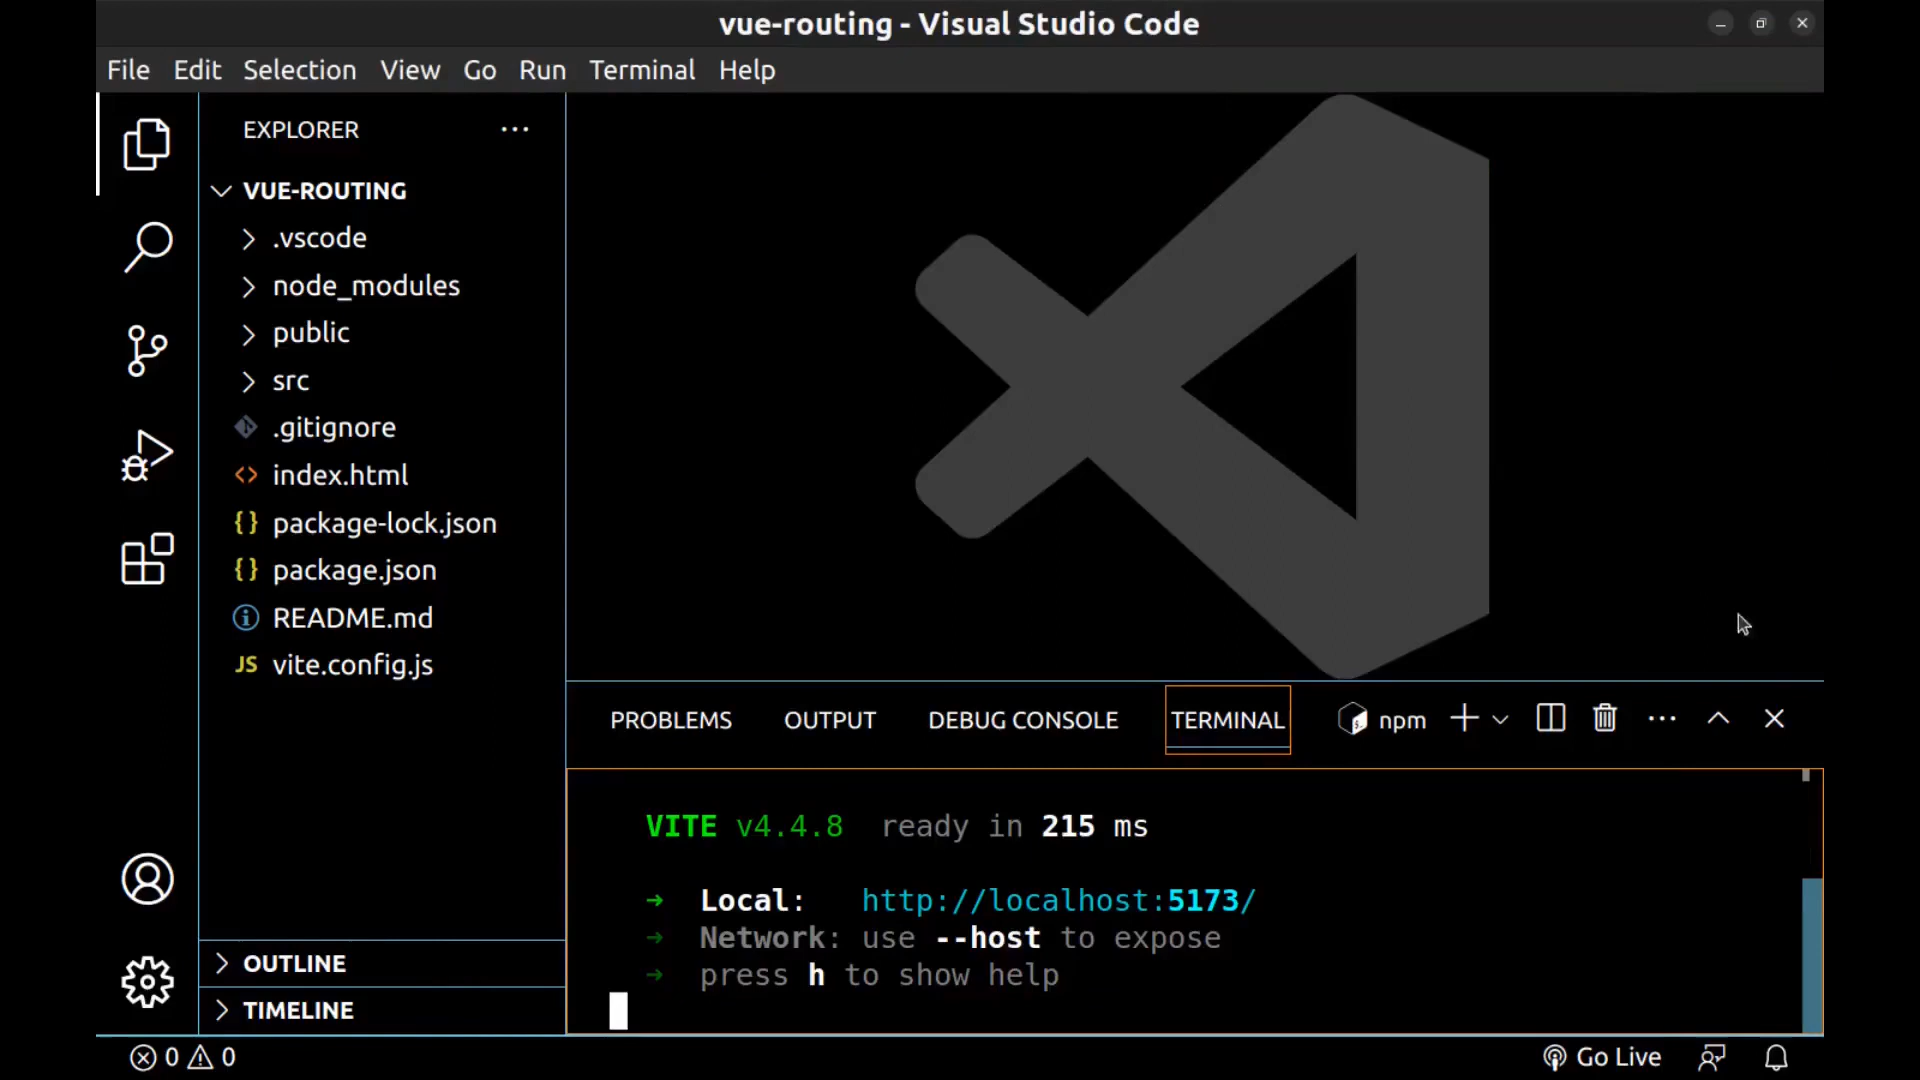 vue-routing - Visual Studio Code
File Edit Selection View Go Run Terminal Help
EXPLORER
VUE-ROUTING
.vscode
node_modules
public
src
.gitignore
index.html
package-lock.json
package.json
README.md
JS vite.config.js
OUTLINE
TIMELINE
PROBLEMS OUTPUT DEBUG CONSOLE TERMINAL npm
VITE v4.4.8 ready in 215 ms
➜ Local: http://localhost:5173/
➜ Network: use --host to expose
➜ press h to show help
0 0 Go Live